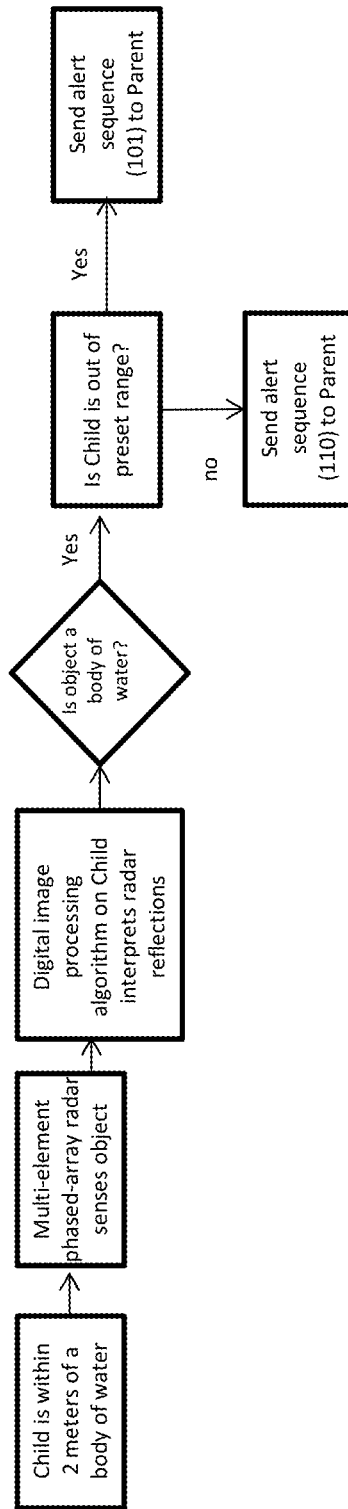 Child is within
2 meters of a
body of water
Multi-element
phased-array radar
senses object
Digital image
processing
algorithm on Child
interprets radar
reflections
Is object a
body of
water?
Yes
Is Child is out of
preset range?
Yes
Send alert
sequence
(101) to Parent
no
Send alert
sequence
(110) to Parent